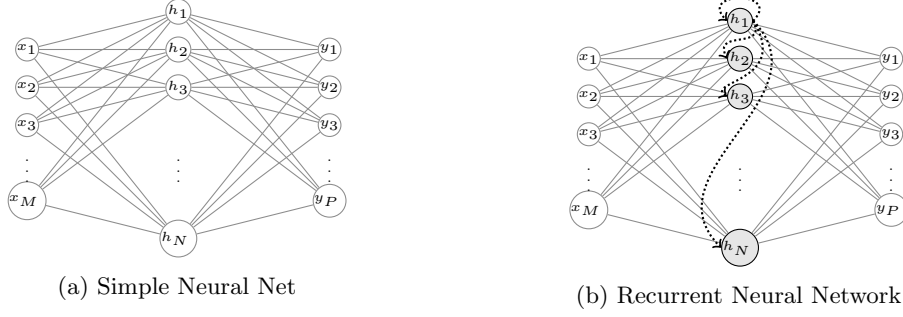 h1
x1
h2
y1
x2
h3
y2
x3
y3
xM
yP
hN
(a) Simple Neural Net
h1
x1
h2
y1
x2
h3
y2
x3
y3
xM
yP
hN
(b) Recurrent Neural Network